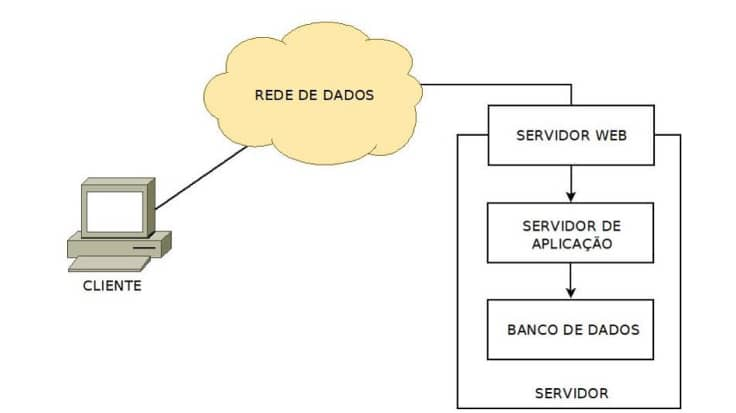 REDE DE DADOS
SERVIDOR WEB
SERVIDOR DE
APLICAÇÃO
CLIENTE
BANCO DE DADOS
SERVIDOR